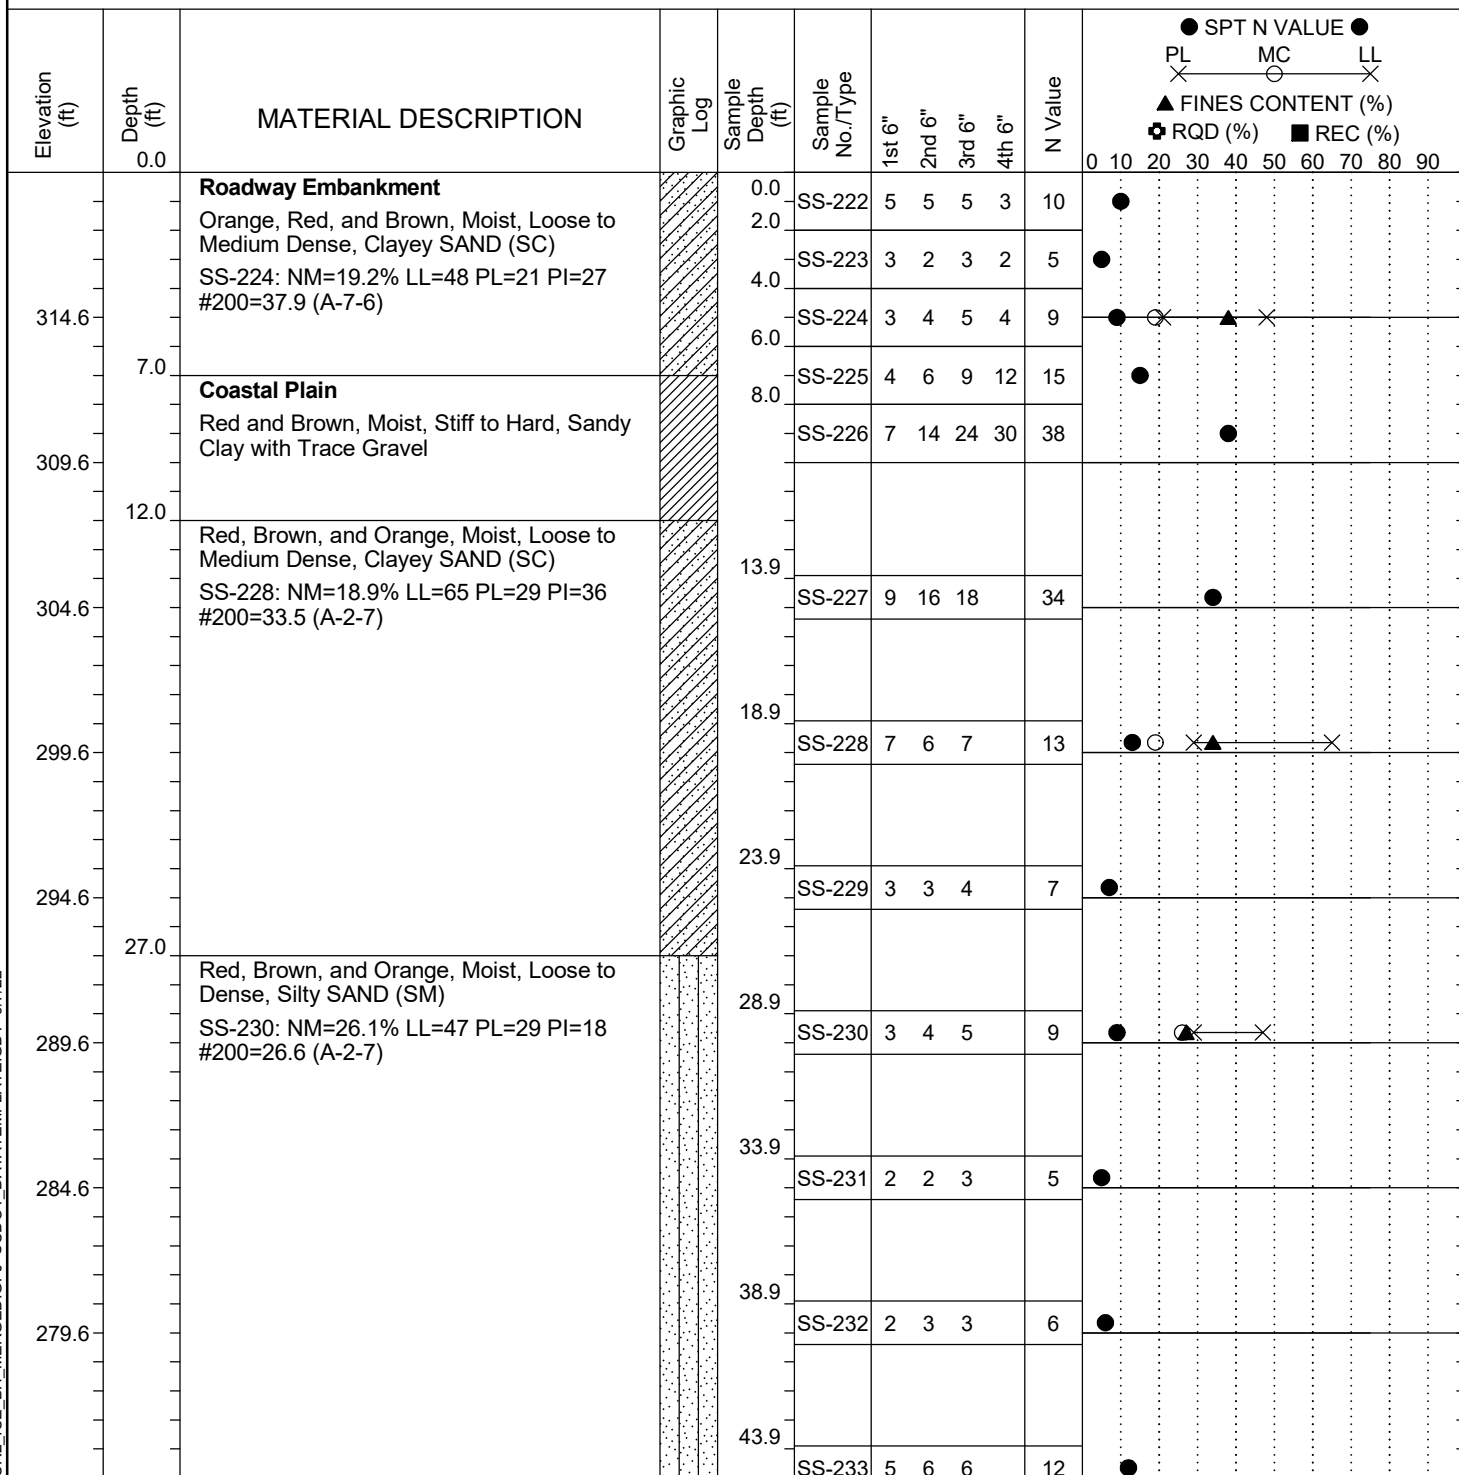 ● SPT N VALUE ●
PL MC LL
▲ FINES CONTENT (%)
RQD (%) ■ REC (%)
Elevation (ft)
Depth (ft)
MATERIAL DESCRIPTION
Graphic Log
Sample Depth (ft)
Sample No./Type
1st 6"
2nd 6"
3rd 6"
4th 6"
N Value
0.0
0 10 20 30 40 50 60 70 80 90
Roadway Embankment
0.0
SS-222 5 5 5 3 10
Orange, Red, and Brown, Moist, Loose to
2.0
Medium Dense, Clayey SAND (SC)
SS-223 3 2 3 2 5
SS-224: NM=19.2% LL=48 PL=21 PI=27
4.0
#200=37.9 (A-7-6)
314.6
SS-224 3 4 5 4 9
6.0
7.0
SS-225 4 6 9 12 15
Coastal Plain
8.0
Red and Brown, Moist, Stiff to Hard, Sandy
SS-226 7 14 24 30 38
Clay with Trace Gravel
309.6
12.0
Red, Brown, and Orange, Moist, Loose to
Medium Dense, Clayey SAND (SC)
13.9
SS-228: NM=18.9% LL=65 PL=29 PI=36
SS-227 9 16 18 34
304.6
#200=33.5 (A-2-7)
18.9
SS-228 7 6 7 13
299.6
23.9
SS-229 3 3 4 7
294.6
27.0
Red, Brown, and Orange, Moist, Loose to
Dense, Silty SAND (SM)
28.9
SS-230: NM=26.1% LL=47 PL=29 PI=18
SS-230 3 4 5 9
289.6
#200=26.6 (A-2-7)
33.9
SS-231 2 2 3 5
284.6
38.9
SS-232 2 3 3 6
279.6
43.9
SS-233 5 6 6 12